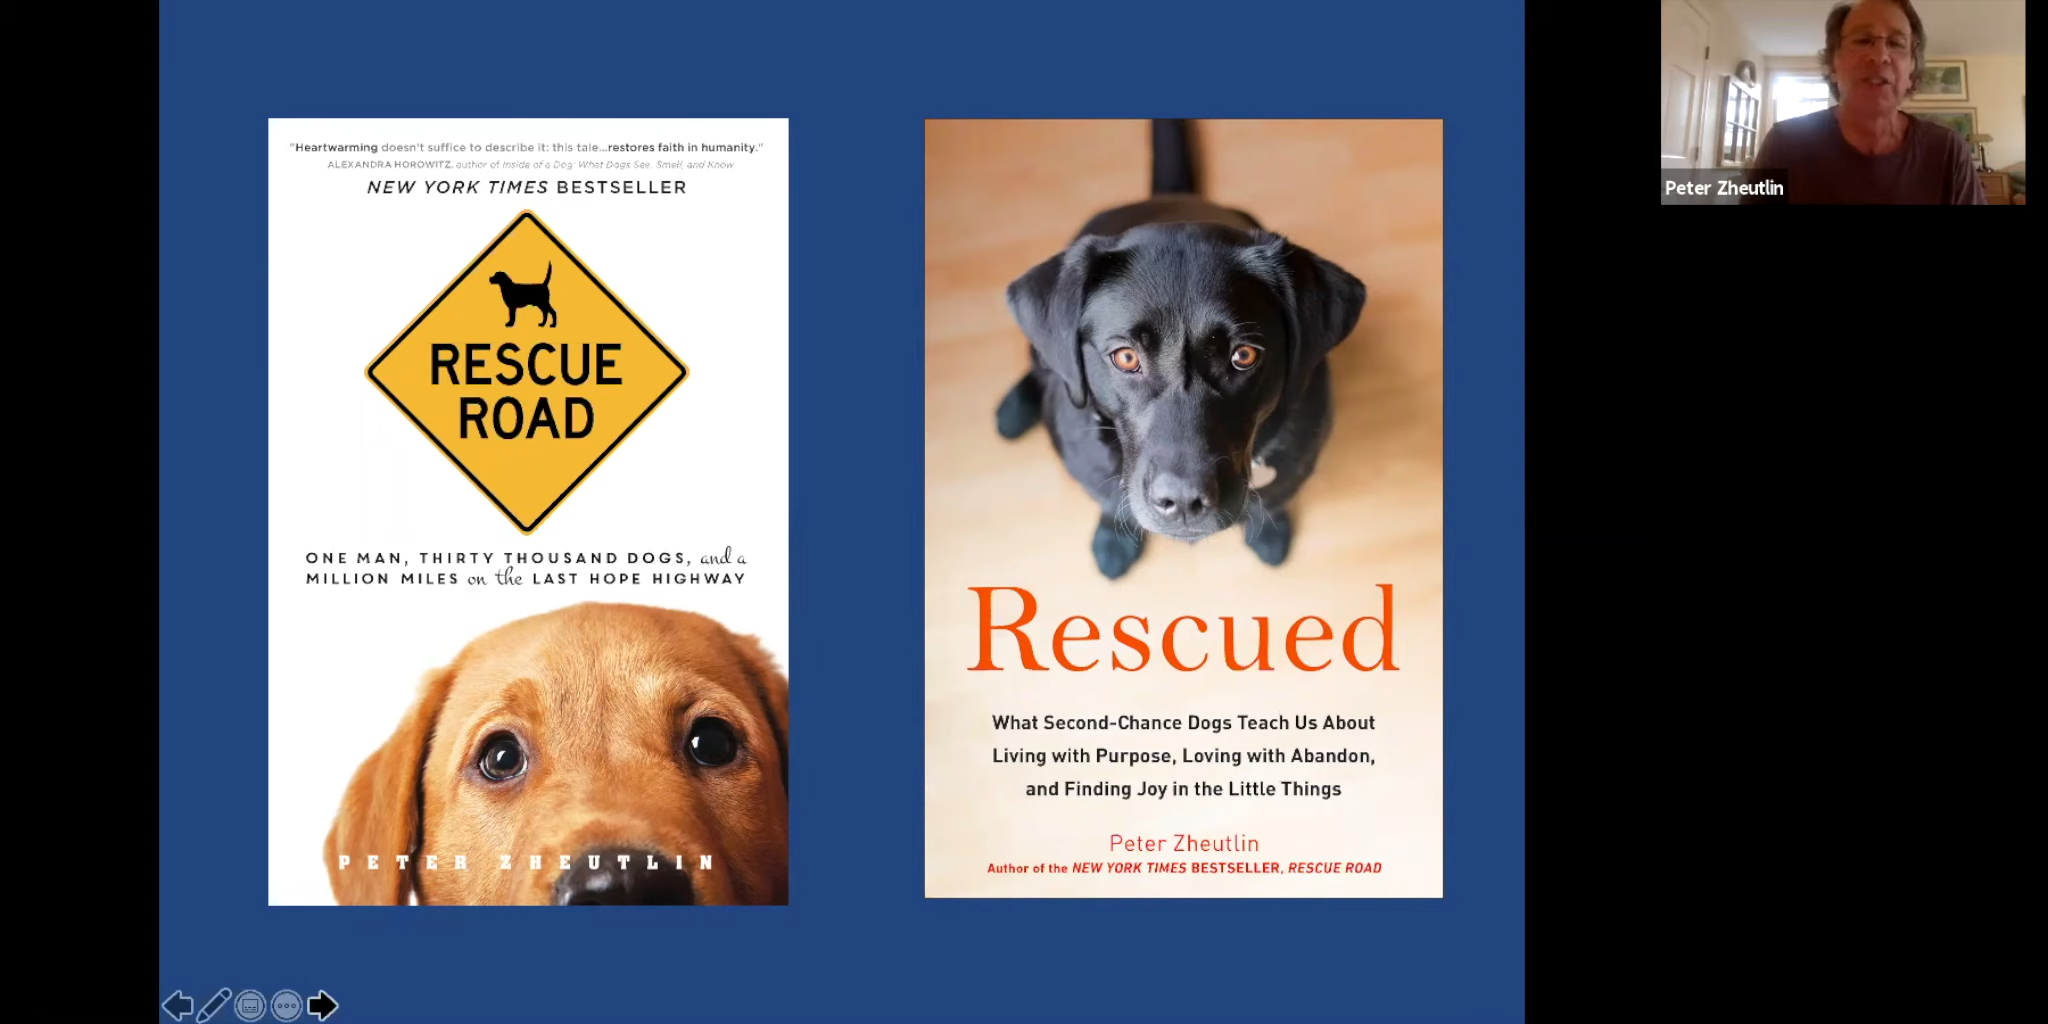 "Heartwarming doesn't suffice to describe it: this tale...restores faith in humanity."
ALEXANDRA HOROWITZ, author of Inside of a Dog: What Dogs See, Smell, and Know
NEW YORK TIMES BESTSELLER
RESCUE
ROAD
ONE MAN, THIRTY THOUSAND DOGS, and a
MILLION MILES on the LAST HOPE HIGHWAY
PETER ZHEUTLIN
Rescued
What Second-Chance Dogs Teach Us About
Living with Purpose, Loving with Abandon,
and Finding Joy in the Little Things
Peter Zheutlin
Author of the NEW YORK TIMES BESTSELLER, RESCUE ROAD
Peter Zheutlin